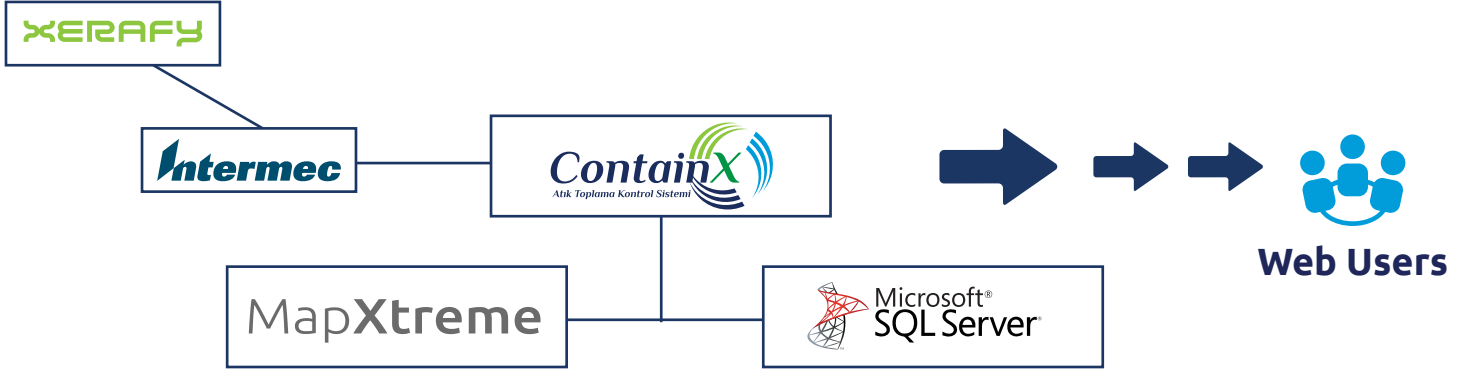 XERAFY
Intermec
ContainX
Atık Toplama Kontrol Sistemi
Web Users
MapXtreme
Microsoft®
SQL Server®